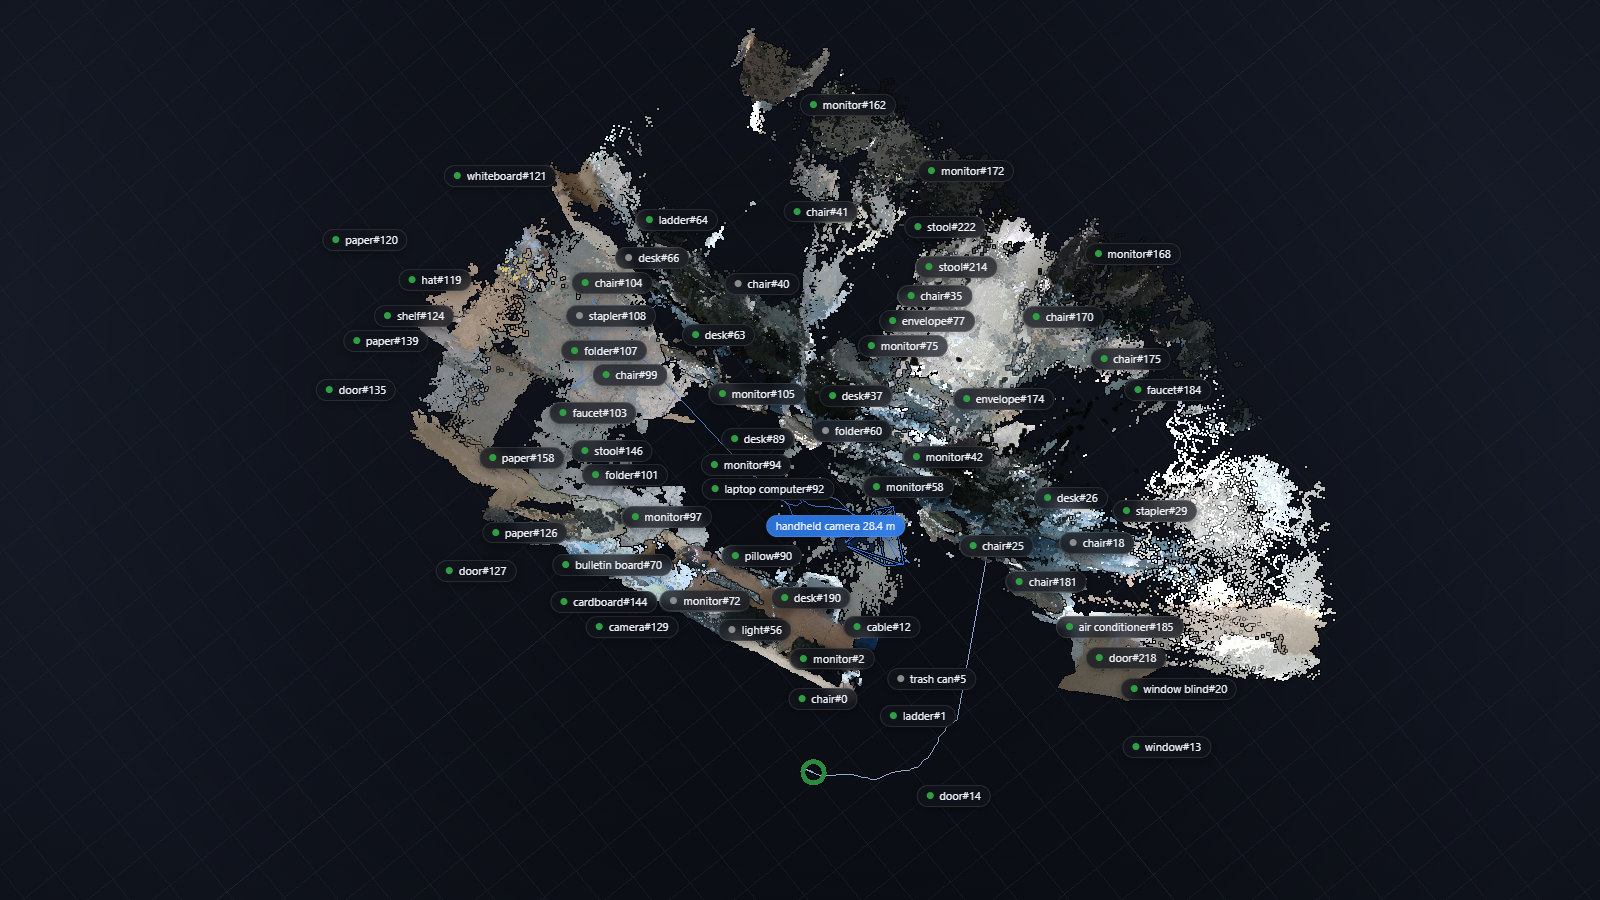 monitor#162
monitor#172
whiteboard#121
chair#41
ladder#64
stool#222
paper#120
monitor#168
desk#66
stool#214
hat#119
chair#104
chair#40
chair#35
shelf#124
stapler#108
envelope#77
chair#170
desk#63
paper#139
folder#107
monitor#75
chair#175
chair#99
door#135
monitor#105
desk#37
envelope#174
faucet#184
faucet#103
desk#89
folder#60
stool#146
paper#158
monitor#94
monitor#42
folder#101
laptop computer#92
monitor#58
desk#26
stapler#29
monitor#97
handheld camera 28.4 m
paper#126
chair#25
chair#18
pillow#90
bulletin board#70
door#127
chair#181
cardboard#144
monitor#72
desk#190
camera#129
light#56
cable#12
air conditioner#185
monitor#2
door#218
trash can#5
window blind#20
chair#0
ladder#1
window#13
door#14